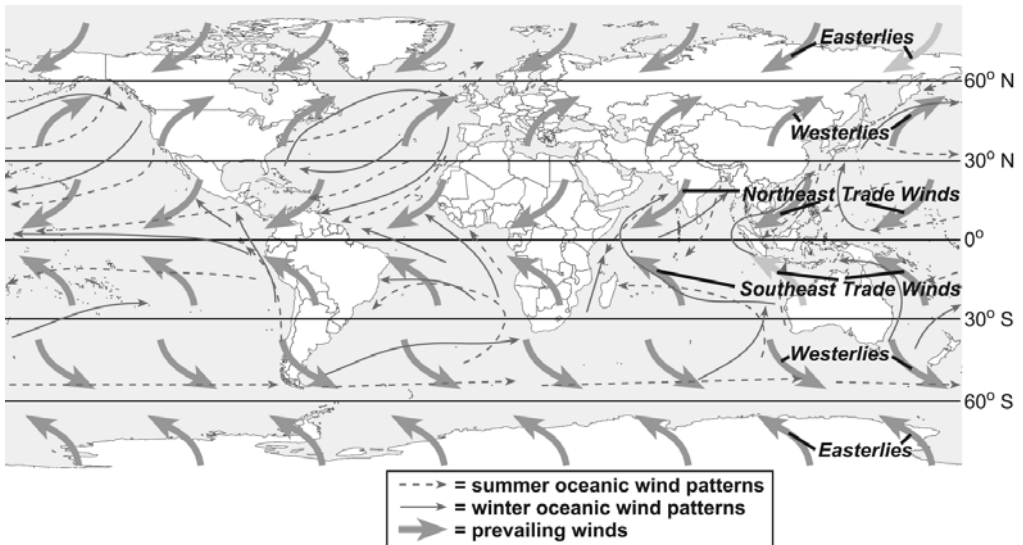 Easterlies
60° N
Westerlies
30° N
Northeast Trade Winds
0°
Southeast Trade Winds
30° S
Westerlies
60° S
Easterlies
= summer oceanic wind patterns
= winter oceanic wind patterns
= prevailing winds